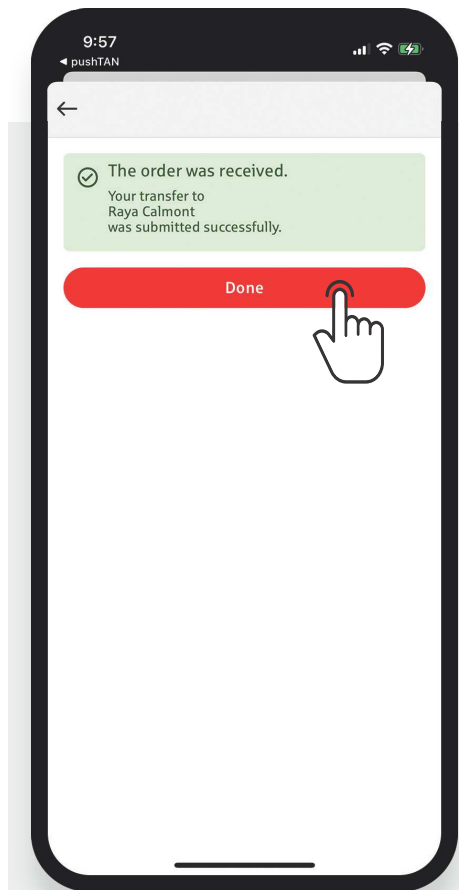 9:57
◀ pushTAN
The order was received.
Your transfer to
Raya Calmont
was submitted successfully.
Done